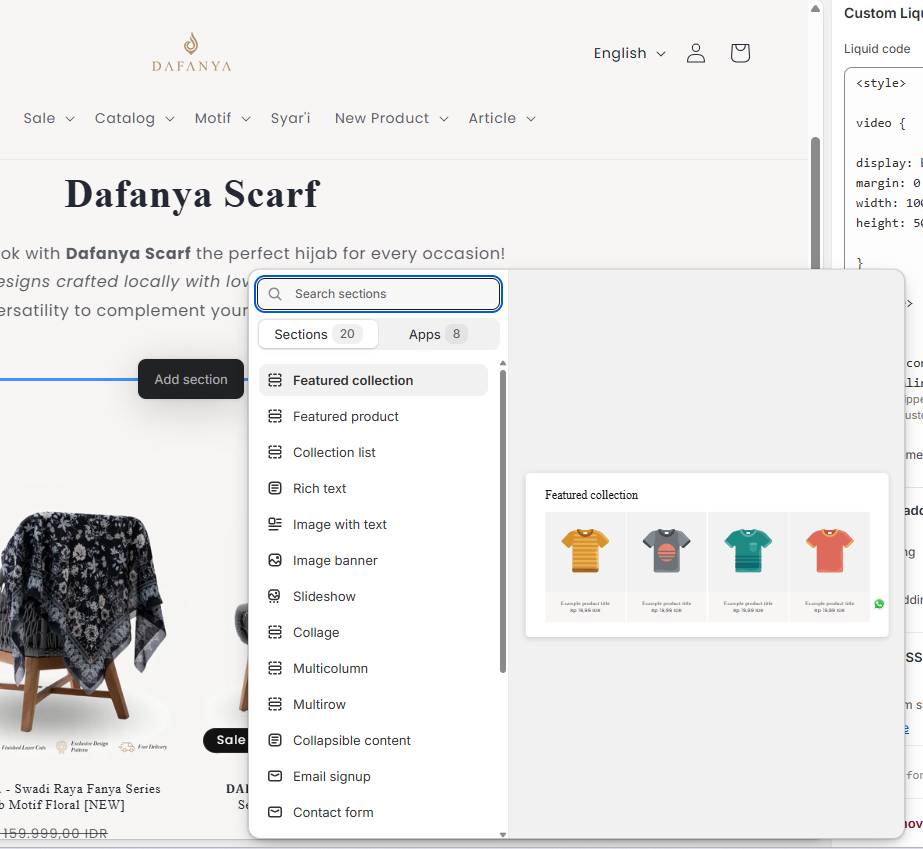 DAFANYA
English
Sale
Catalog
Motif
Syar'i
New Product
Article
Dafanya Scarf
ok with Dafanya Scarf the perfect hijab for every occasion!
esigns crafted locally with lov
ersatility to complement your
Add section
Search sections
Sections 20
Apps 8
Featured collection
Featured product
Collection list
Rich text
Image with text
Image banner
Slideshow
Collage
Multicolumn
Multirow
Collapsible content
Email signup
Contact form
Featured collection
Example product title
Example product title
Example product title
Example product title
Rp 19,99 IDR
Rp 19,99 IDR
Rp 19,99 IDR
Rp 19,99 IDR
Finished Laser Cuts
Exclusive Design
Pattern
Free Delivery
Sale
. - Swadi Raya Fanya Series
b Motif Floral [NEW]
159.999,00 IDR
DAF
Se
Custom Liqu
Liquid code
<style>
video {
display: b
margin: 0
width: 100
height: 50
}
>